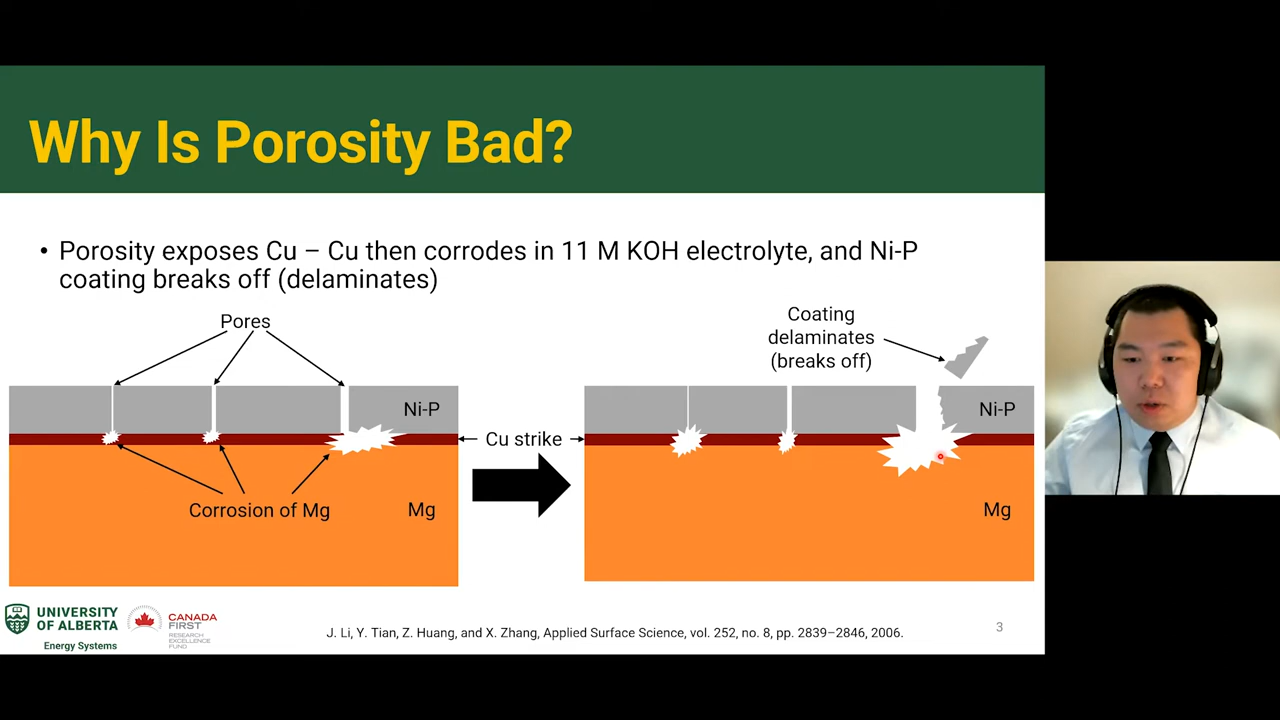 Why Is Porosity Bad?
• Porosity exposes Cu – Cu then corrodes in 11 M KOH electrolyte, and Ni-P
coating breaks off (delaminates)
Pores
Coating
delaminates
(breaks off)
Ni-P
Ni-P
Cu strike
Corrosion of Mg
Mg
Mg
UNIVERSITY
OF ALBERTA
Energy Systems
CANADA
FIRST
RESEARCH
EXCELLENCE
FUND
J. Li, Y. Tian, Z. Huang, and X. Zhang, Applied Surface Science, vol. 252, no. 8, pp. 2839–2846, 2006.
3